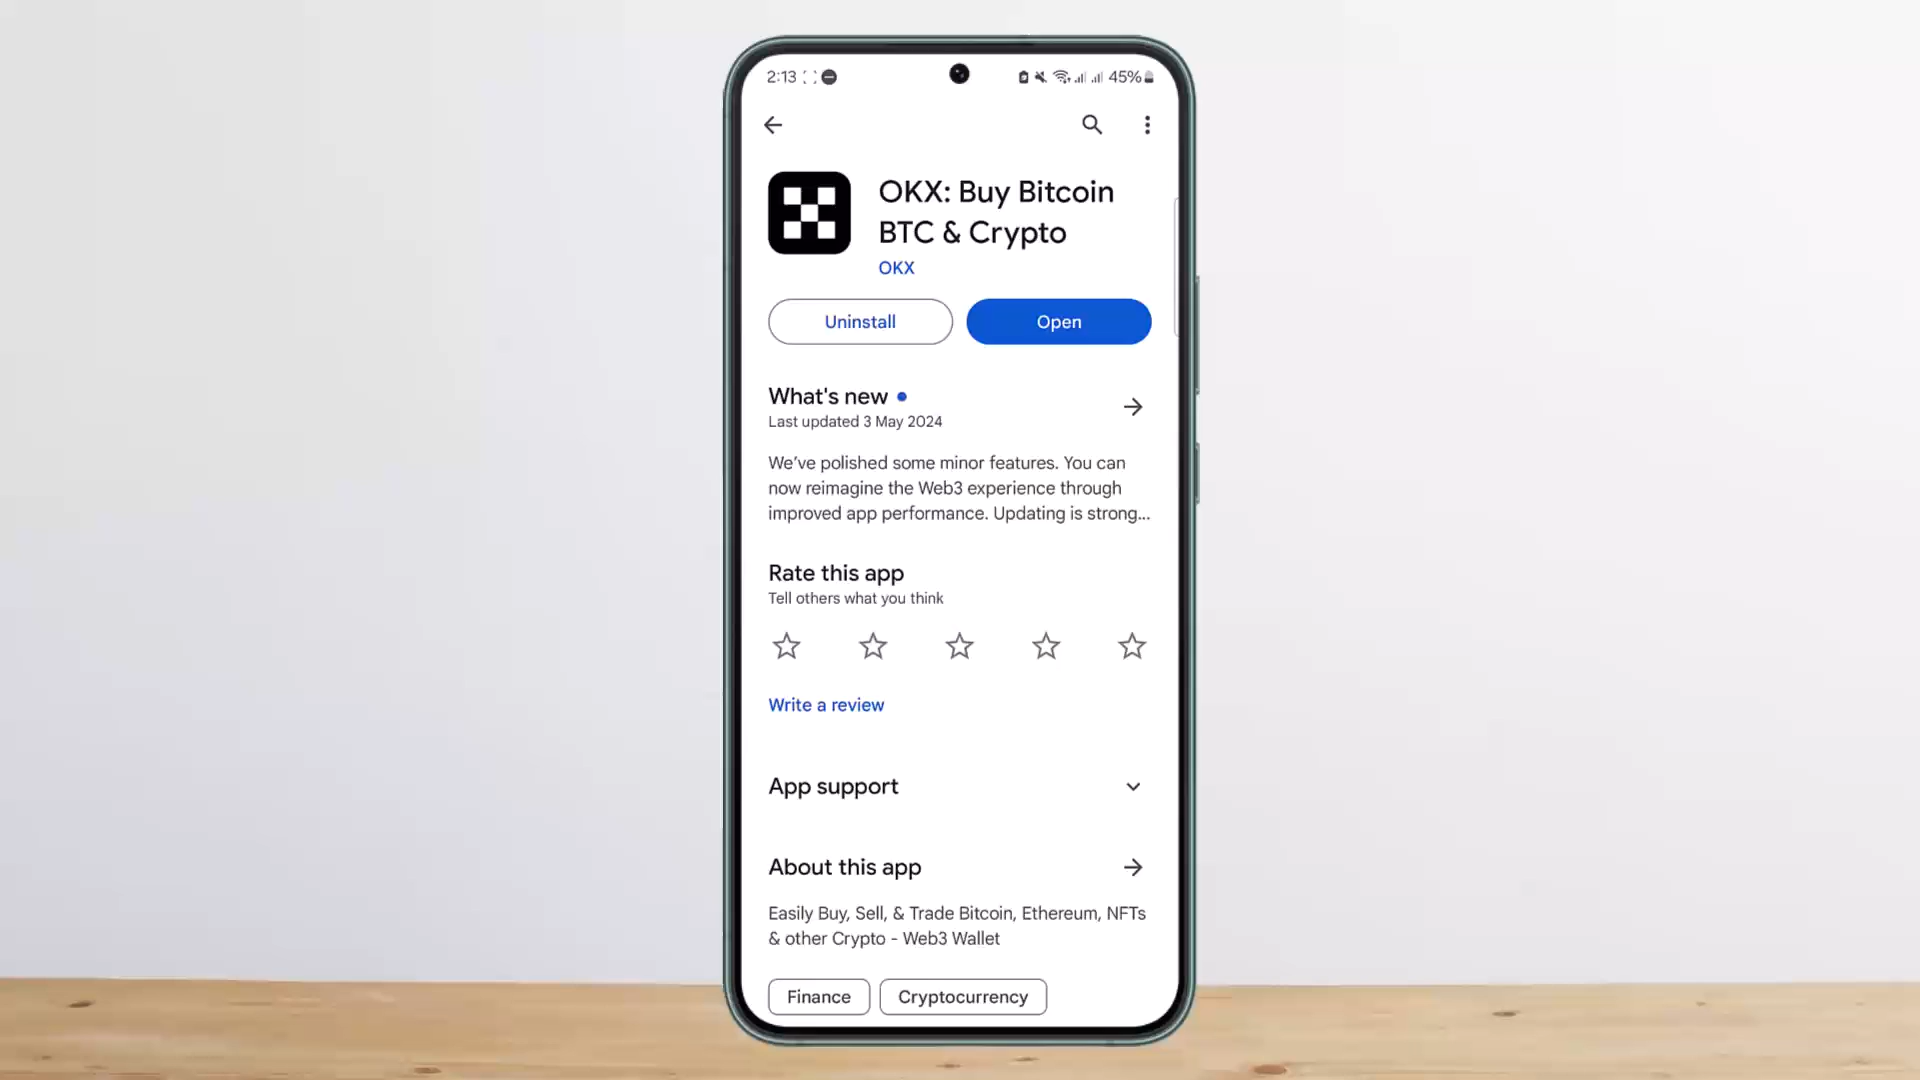 2:13
45%
OKX: Buy Bitcoin
BTC & Crypto
OKX
Uninstall
Open
What's new
Last updated 3 May 2024
We've polished some minor features. You can
now reimagine the Web3 experience through
improved app performance. Updating is strong...
Rate this app
Tell others what you think
Write a review
App support
About this app
Easily Buy, Sell, & Trade Bitcoin, Ethereum, NFTs
& other Crypto - Web3 Wallet
Finance
Cryptocurrency